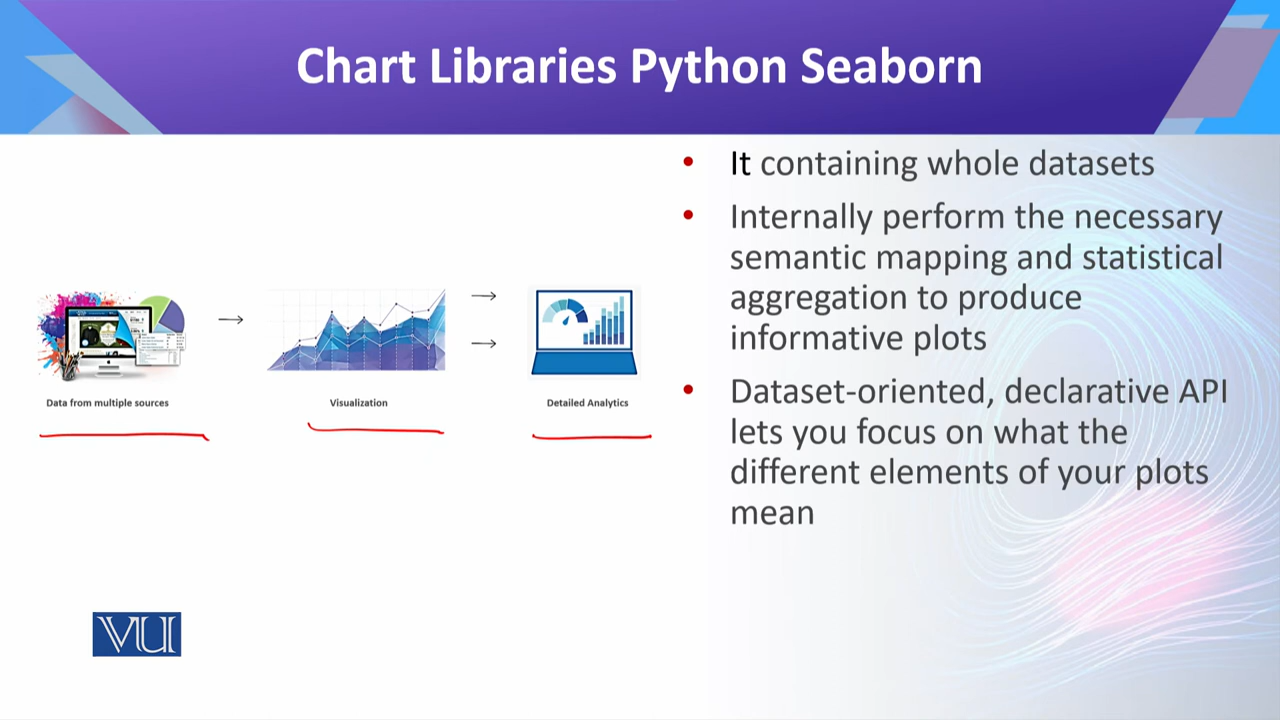 Chart Libraries Python Seaborn
It containing whole datasets
Internally perform the necessary
semantic mapping and statistical
aggregation to produce
informative plots
Dataset-oriented, declarative API
lets you focus on what the
different elements of your plots
mean
Data from multiple sources
Visualization
Detailed Analytics
VU